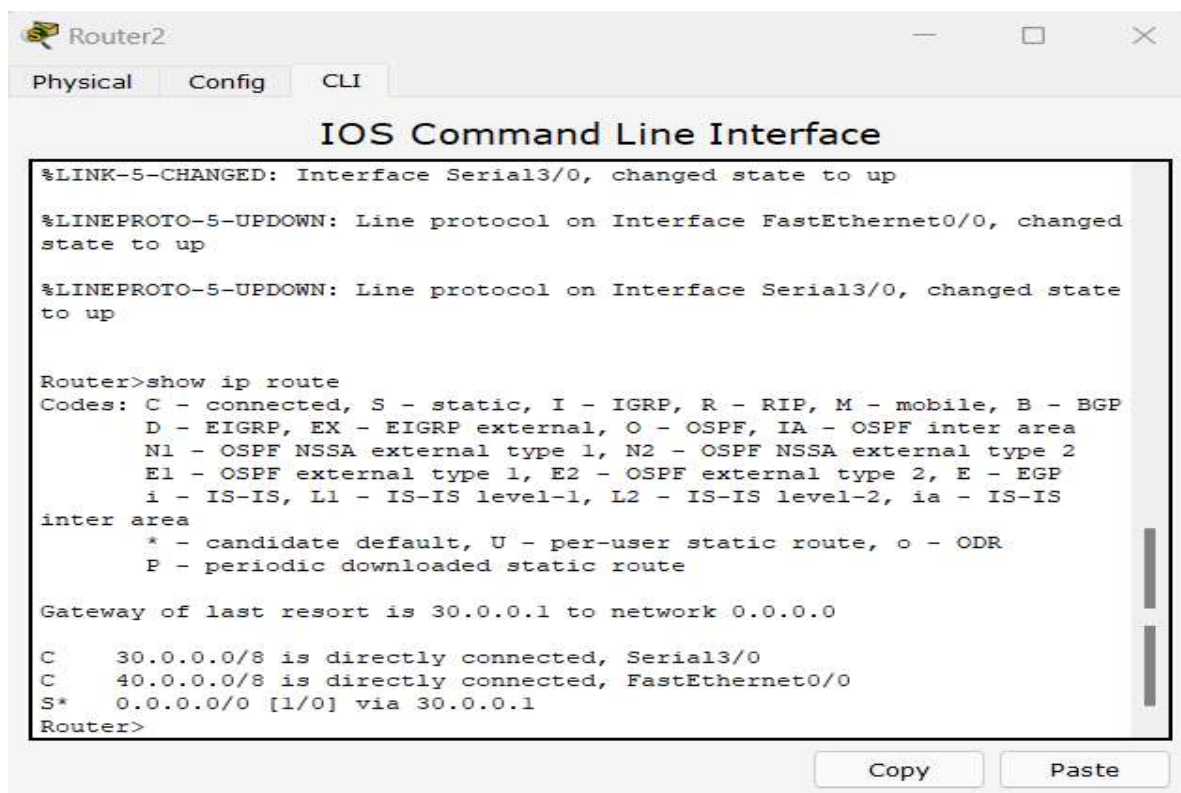 Router2
Physical Config CLI
IOS Command Line Interface
%LINK-5-CHANGED: Interface Serial3/0, changed state to up
%LINEPROTO-5-UPDOWN: Line protocol on Interface FastEthernet0/0, changed
state to up
%LINEPROTO-5-UPDOWN: Line protocol on Interface Serial3/0, changed state
to up
Router>show ip route
Codes: C - connected, S - static, I - IGRP, R - RIP, M - mobile, B - BGP
D - EIGRP, EX - EIGRP external, O - OSPF, IA - OSPF inter area
N1 - OSPF NSSA external type 1, N2 - OSPF NSSA external type 2
E1 - OSPF external type 1, E2 - OSPF external type 2, E - EGP
i - IS-IS, L1 - IS-IS level-1, L2 - IS-IS level-2, ia - IS-IS
inter area
* - candidate default, U - per-user static route, o - ODR
P - periodic downloaded static route
Gateway of last resort is 30.0.0.1 to network 0.0.0.0
C 30.0.0.0/8 is directly connected, Serial3/0
C 40.0.0.0/8 is directly connected, FastEthernet0/0
S* 0.0.0.0/0 [1/0] via 30.0.0.1
Router>
Copy Paste